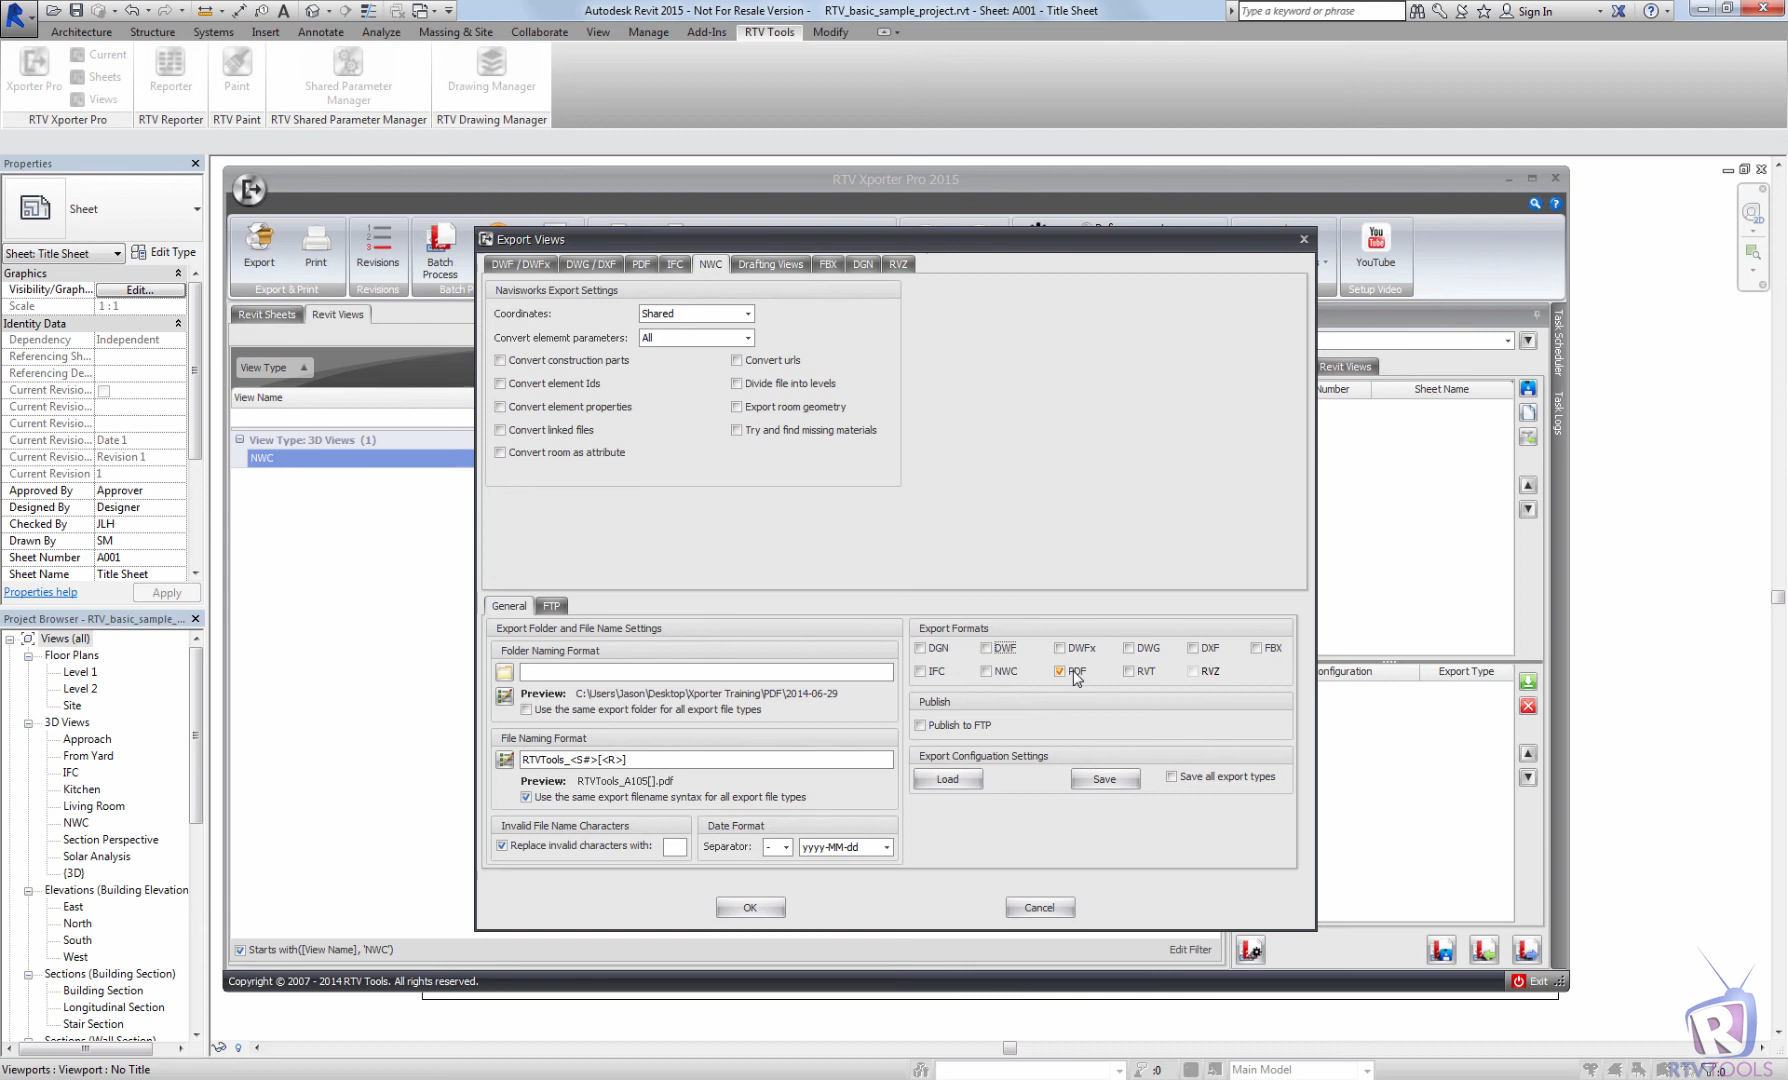 Autodesk Revit 2015 - Not For Resale Version - RTV_basic_sample_project.rvt - Sheet: A001 - Title Sheet
Type a keyword or phrase
Sign In
Architecture Structure Systems Insert Annotate Analyze Massing & Site Collaborate View Manage Add-Ins RTV Tools Modify
Xporter Pro
Current
Sheets
Views
Reporter
Paint
Shared Parameter
Manager
Drawing Manager
RTV Xporter Pro RTV Reporter RTV Paint RTV Shared Parameter Manager RTV Drawing Manager
Properties
Sheet
Sheet: Title Sheet
Edit Type
Graphics
Visibility/Graph... Edit...
Scale 1 : 1
Identity Data
Dependency Independent
Referencing Sh...
Referencing De...
Current Revisio...
Current Revisio...
Current Revisio...
Current Revisio... Date 1
Current Revisio... Revision 1
Current Revision 1
Approved By Approver
Designed By Designer
Checked By JLH
Drawn By SM
Sheet Number A001
Sheet Name Title Sheet
Properties help
Apply
Project Browser - RTV_basic_sample_...
Views (all)
Floor Plans
Level 1
Level 2
Site
3D Views
Approach
From Yard
IFC
Kitchen
Living Room
NWC
Section Perspective
Solar Analysis
{3D}
Elevations (Building Elevation
East
North
South
West
Sections (Building Section)
Building Section
Longitudinal Section
Stair Section
Sections (Wall Section)
Viewports : Viewport : No Title
RTV Xporter Pro 2015
Export
Print
Revisions
Batch
Process
YouTube
Export & Print
Revisions
Batch P
Setup Video
Revit Sheets
Revit Views
View Type
View Name
View Type: 3D Views (1)
NWC
Starts with([View Name], 'NWC')
Edit Filter
Copyright © 2007 - 2014 RTV Tools. All rights reserved.
Exit
Export Views
DWF / DWFx DWG / DXF PDF IFC NWC Drafting Views FBX DGN RVZ
Navisworks Export Settings
Coordinates: Shared
Convert elememt parameters: All
Convert construction parts
Convert urls
Convert element Ids
Divide file into levels
Convert element properties
Export room geometry
Convert linked files
Try and find missing materials
Convert room as attribute
General FTP
Export Folder and File Name Settings
Folder Naming Format
Preview: C:\Users\Jason\Desktop\Xporter Training\PDF\2014-06-29
Use the same export folder for all export file types
File Naming Format
RTVTools_<S#>[<R>]
Preview: RTVTools_A105[].pdf
Use the same export filename syntax for all export file types
Invalid File Name Characters
Replace invalid characters with:
Date Format
Separator: - yyyy-MM-dd
Export Formats
DGN DWF DWFx DWG DXF FBX
IFC NWC PDF RVT RVZ
Publish
Publish to FTP
Export Configuation Settings
Load
Save
Save all export types
OK
Cancel
Revit Views
Number
Sheet Name
onfiguration
Export Type
Task Scheduler
Task Logs
:0
Main Model
:0
R
RTVTOOLS